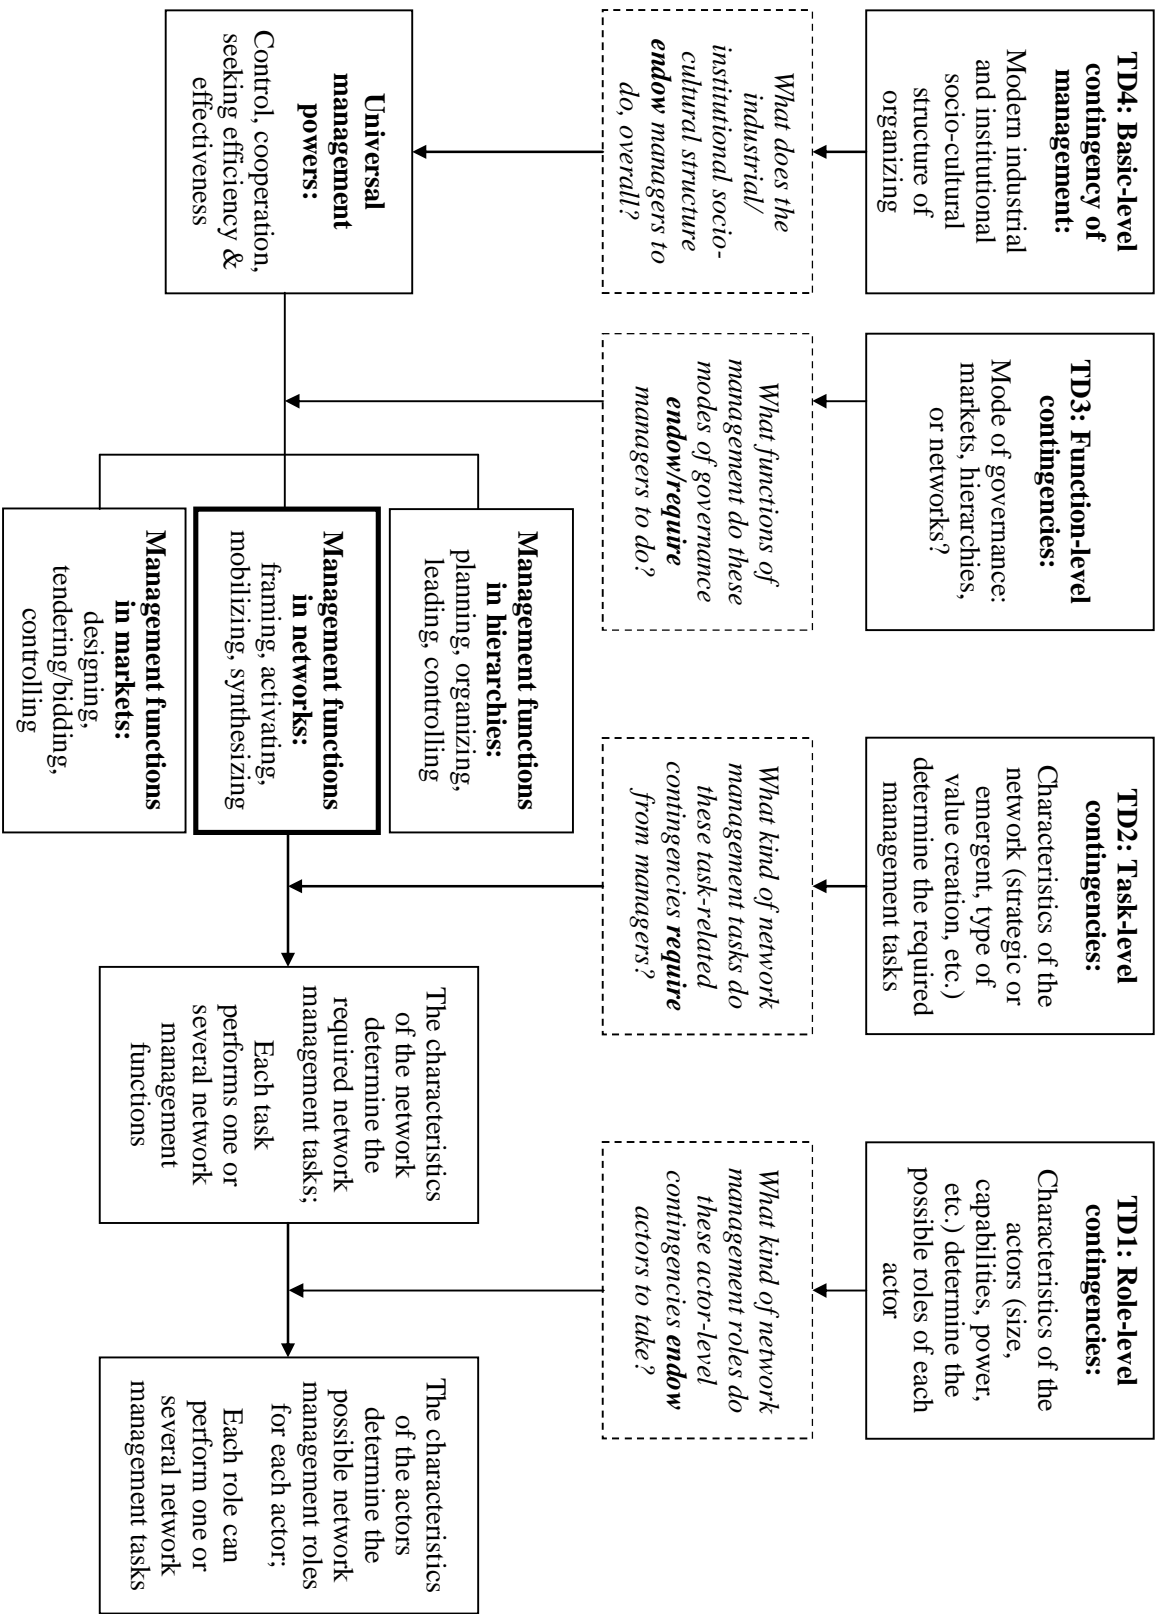 TD4: Basic-level
contingency of
management:
Modern industrial
and institutional
socio-cultural
structure of
organizing
What does the
industrial/
institutional socio-
cultural structure
endow managers to
do, overall?
Universal
management
powers:
Control, cooperation,
seeking efficiency &
effectiveness
TD3: Function-level
contingencies:
Mode of governance:
markets, hierarchies,
or networks?
What functions of
management do these
modes of governance
endow/require
managers to do?
Management functions
in hierarchies:
planning, organizing,
leading, controlling
Management functions
in networks:
framing, activating,
mobilizing, synthesizing
Management functions
in markets:
designing,
tendering/bidding,
controlling
TD2: Task-level
contingencies:
Characteristics of the
network (strategic or
emergent, type of
value creation, etc.)
determine the required
management tasks
What kind of network
management tasks do
these task-related
contingencies require
from managers?
The characteristics
of the network
determine the
required network
management tasks;
Each task
performs one or
several network
management
functions
TD1: Role-level
contingencies:
Characteristics of the
actors (size,
capabilities, power,
etc.) determine the
possible roles of each
actor
What kind of network
management roles do
these actor-level
contingencies endow
actors to take?
The characteristics
of the actors
determine the
possible network
management roles
for each actor;
Each role can
perform one or
several network
management tasks